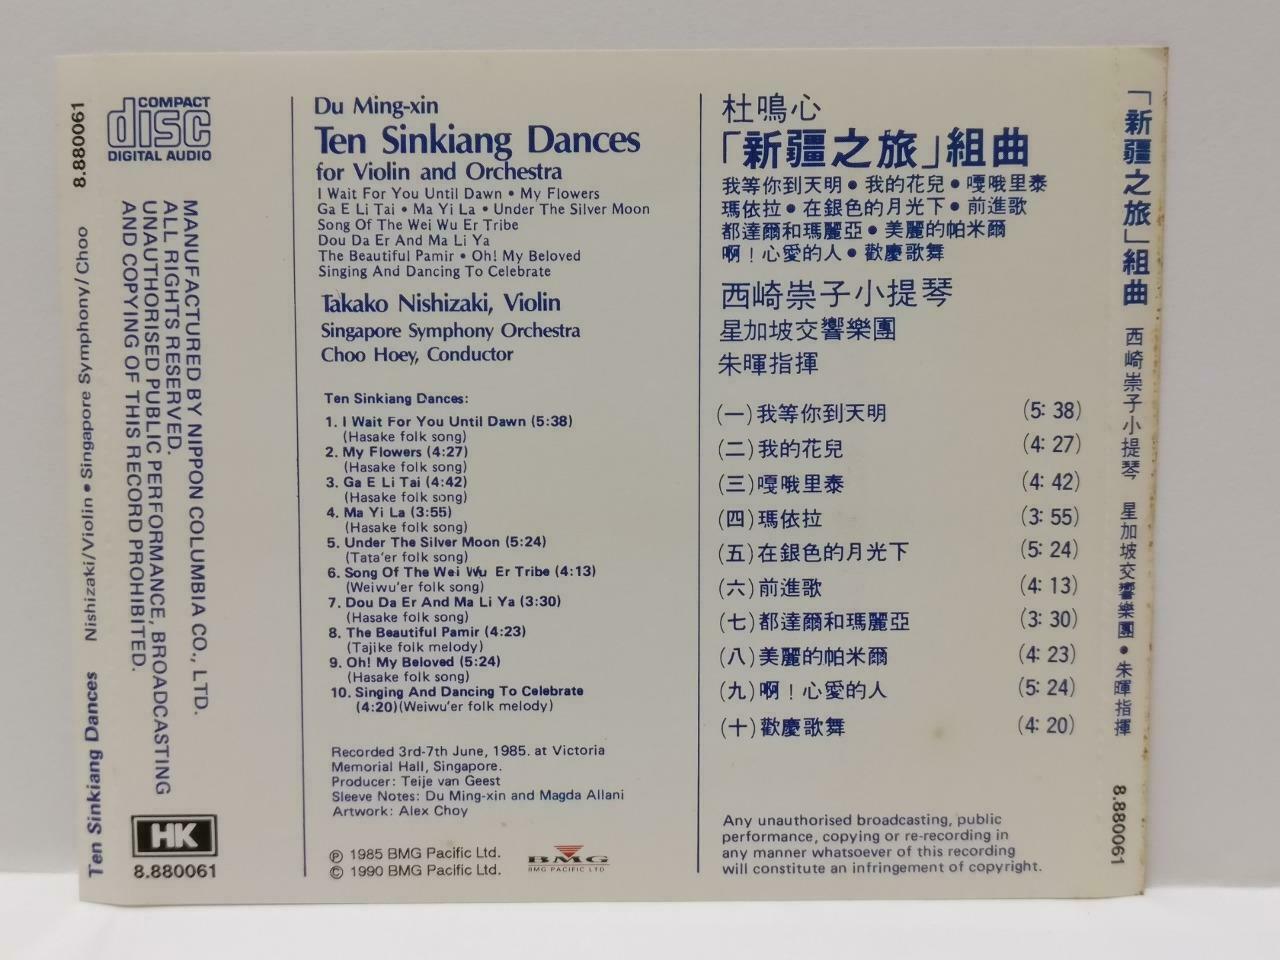 Ten Sinkiang Dances Nishizaki/Violin • Singapore Symphony/Choo 8.880061
COMPACT
disc
DIGITAL AUDIO
MANUFACTURED BY NIPPON COLUMBIA CO., LTD.
ALL RIGHTS RESERVED.
UNAUTHORISED PUBLIC PERFORMANCE, BROADCASTING
AND COPYING OF THIS RECORD PROHIBITED.
HK
8.880061
Du Ming-xin
Ten Sinkiang Dances
for Violin and Orchestra
I Wait For You Until Dawn • My Flowers
Ga E Li Tai • Ma Yi La • Under The Silver Moon
Song Of The Wei Wu Er Tribe
Dou Da Er And Ma Li Ya
The Beautiful Pamir • Oh! My Beloved
Singing And Dancing To Celebrate
Takako Nishizaki, Violin
Singapore Symphony Orchestra
Choo Hoey, Conductor
Ten Sinkiang Dances:
1. I Wait For You Until Dawn (5:38)
(Hasake folk song)
2. My Flowers (4:27)
(Hasake folk song)
3. Ga E Li Tai (4:42)
(Hasake folk song)
4. Ma Yi La (3:55)
(Hasake folk song)
5. Under The Silver Moon (5:24)
(Tata'er folk song)
6. Song Of The Wei Wu Er Tribe (4:13)
(Weiwu'er folk song)
7. Dou Da Er And Ma Li Ya (3:30)
(Hasake folk song)
8. The Beautiful Pamir (4:23)
(Tajike folk melody)
9. Oh! My Beloved (5:24)
(Hasake folk song)
10. Singing And Dancing To Celebrate
(4:20)(Weiwu'er folk melody)
Recorded 3rd-7th June, 1985. at Victoria
Memorial Hall, Singapore.
Producer: Teije van Geest
Sleeve Notes: Du Ming-xin and Magda Allani
Artwork: Alex Choy
℗ 1985 BMG Pacific Ltd.
© 1990 BMG Pacific Ltd.
BMG
BMG PACIFIC LTD
杜鳴心
「新疆之旅」組曲
我等你到天明•我的花兒•嘎哦里泰
瑪依拉•在銀色的月光下•前進歌
都達爾和瑪麗亞•美麗的帕米爾
啊!心愛的人•歡慶歌舞
西崎崇子小提琴
星加坡交響樂團
朱暉指揮
(一)我等你到天明 (5:38)
(二)我的花兒 (4:27)
(三)嘎哦里泰 (4:42)
(四)瑪依拉 (3:55)
(五)在銀色的月光下 (5:24)
(六)前進歌 (4:13)
(七)都達爾和瑪麗亞 (3:30)
(八)美麗的帕米爾 (4:23)
(九)啊!心愛的人 (5:24)
(十)歡慶歌舞 (4:20)
Any unauthorised broadcasting, public
performance, copying or re-recording in
any manner whatsoever of this recording
will constitute an infringement of copyright.
「新疆之旅」組曲 西崎崇子小提琴 星加坡交響樂團•朱暉指揮 8.880061